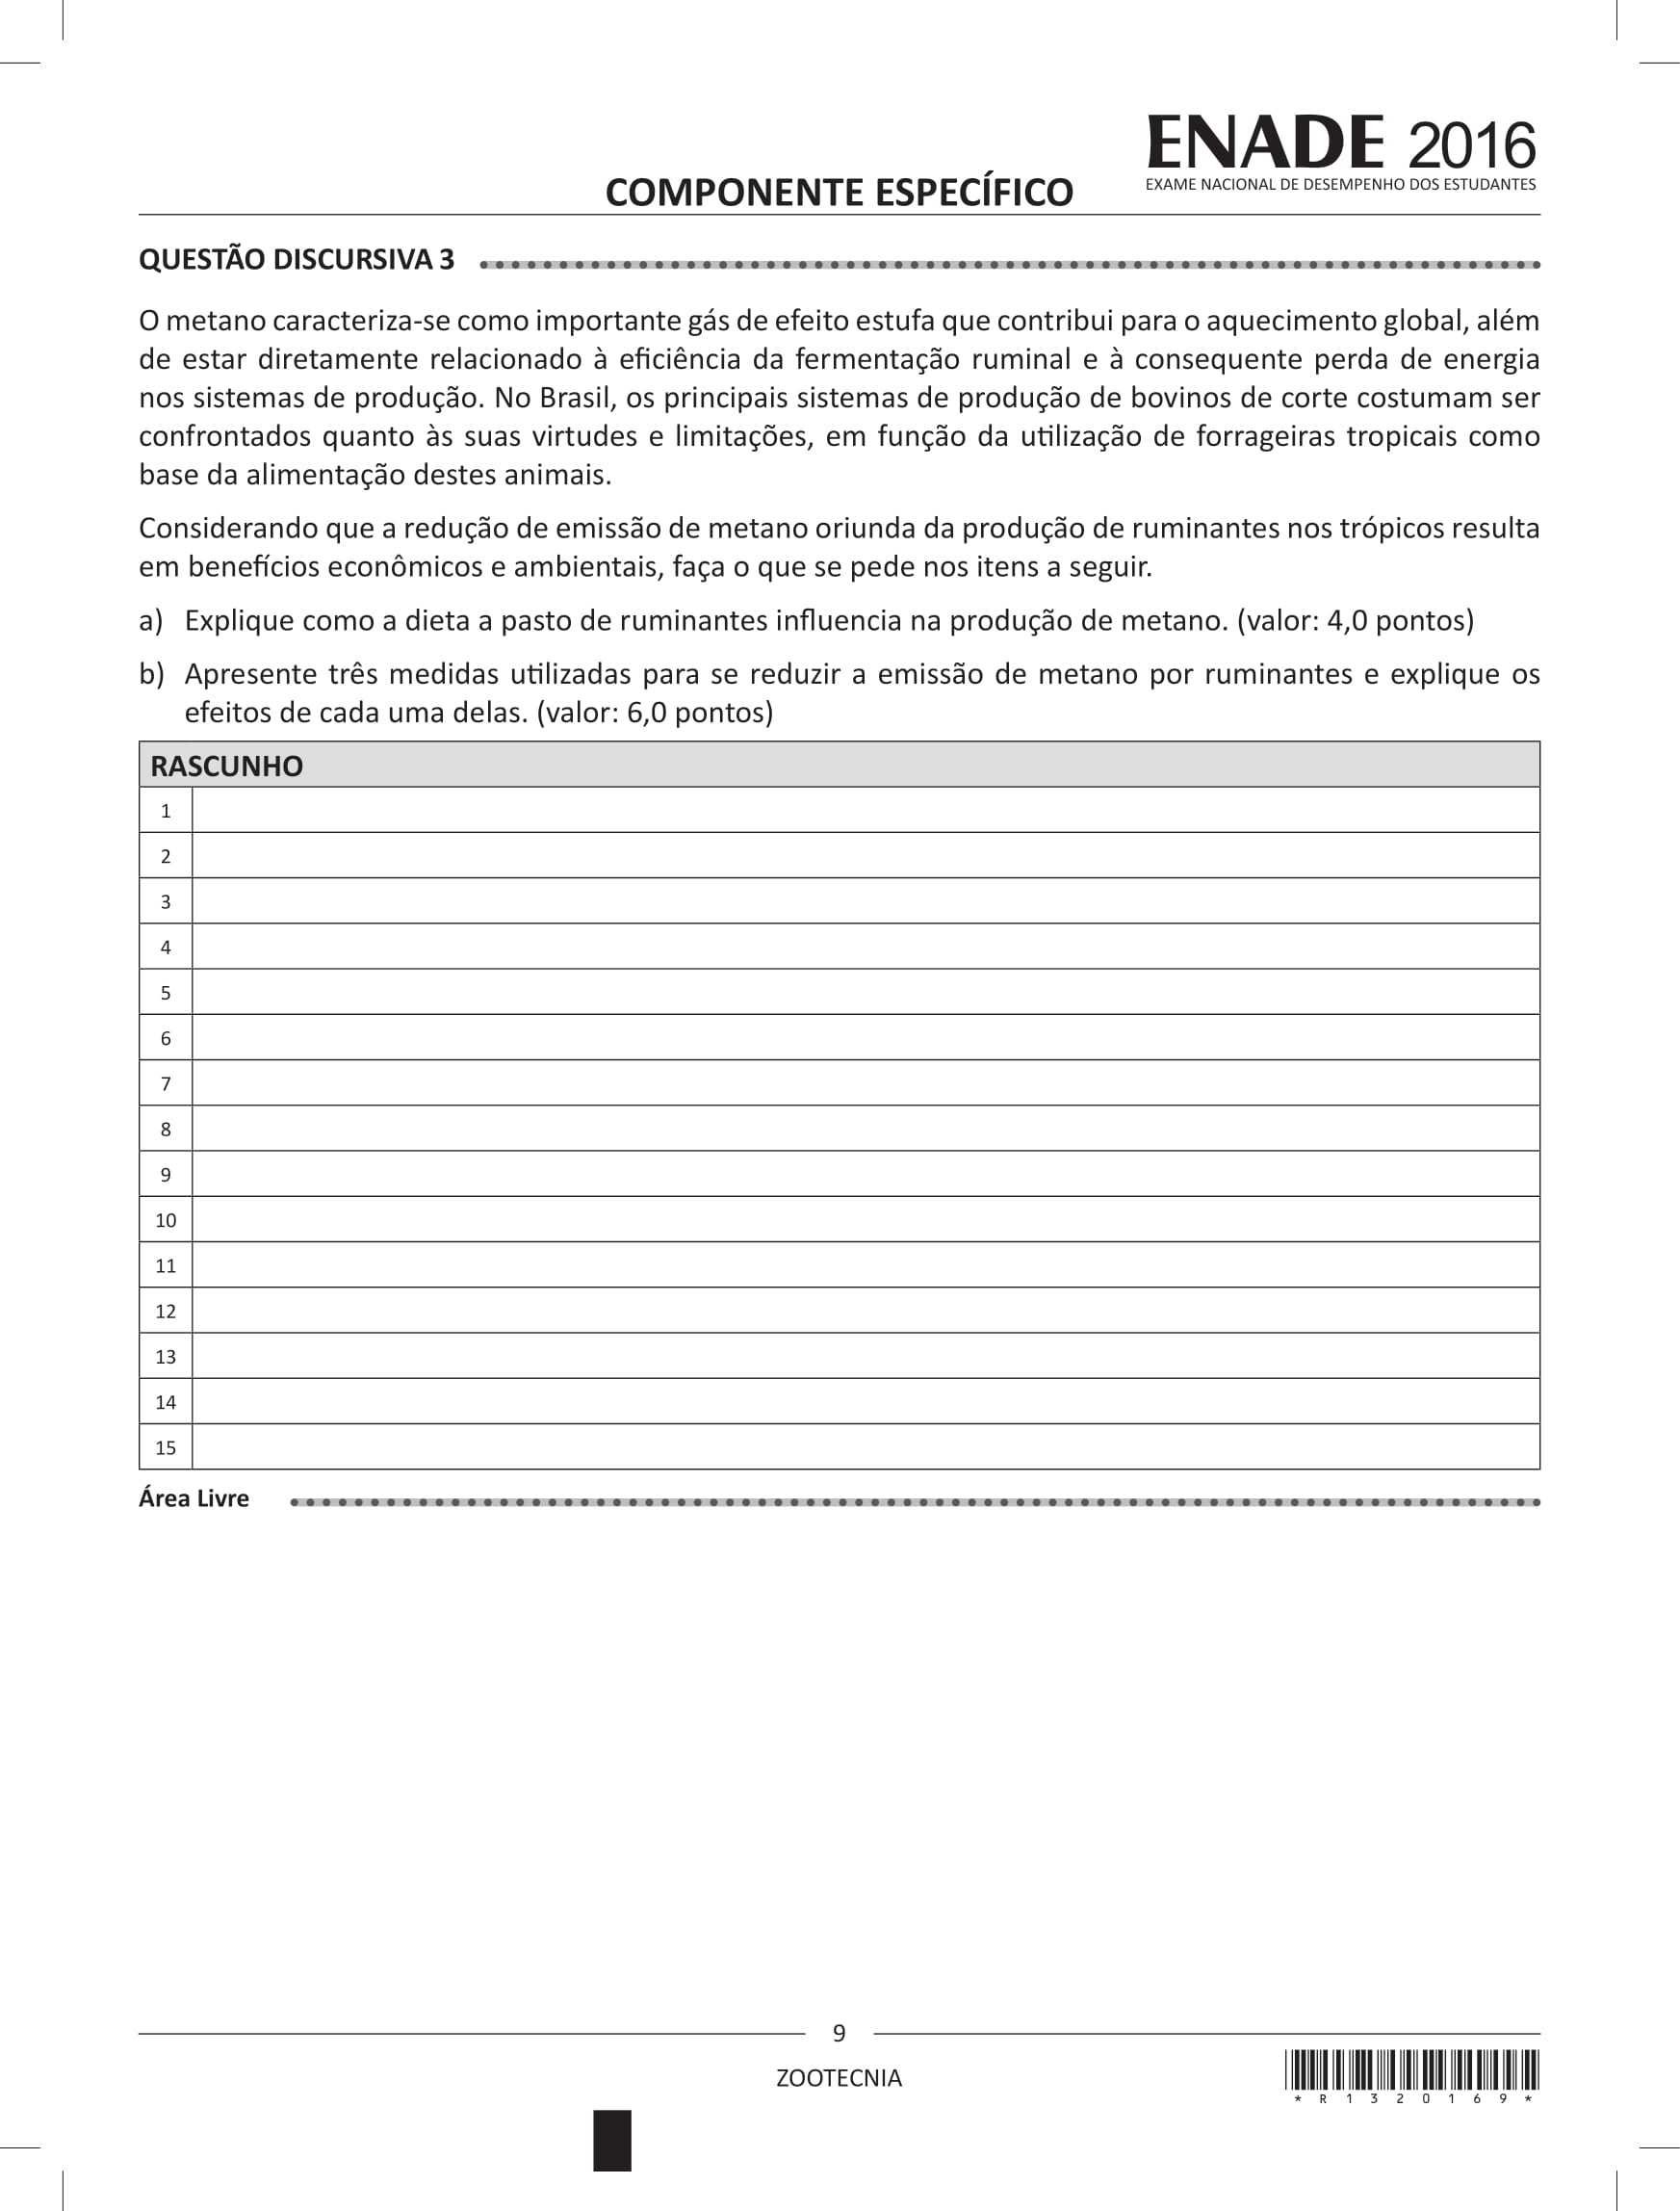 ENADE 2016
EXAME NACIONAL DE DESEMPENHO DOS ESTUDANTES
COMPONENTE ESPECÍFICO
QUESTÃO DISCURSIVA 3
O metano caracteriza-se como importante gás de efeito estufa que contribui para o aquecimento global, além
de estar diretamente relacionado à eficiência da fermentação ruminal e à consequente perda de energia
nos sistemas de produção. No Brasil, os principais sistemas de produção de bovinos de corte costumam ser
confrontados quanto às suas virtudes e limitações, em função da utilização de forrageiras tropicais como
base da alimentação destes animais.
Considerando que a redução de emissão de metano oriunda da produção de ruminantes nos trópicos resulta
em benefícios econômicos e ambientais, faça o que se pede nos itens a seguir.
a) Explique como a dieta a pasto de ruminantes influencia na produção de metano. (valor: 4,0 pontos)
b) Apresente três medidas utilizadas para se reduzir a emissão de metano por ruminantes e explique os
efeitos de cada uma delas. (valor: 6,0 pontos)
RASCUNHO
1
2
3
4
5
6
7
8
9
10
11
12
13
14
15
Área Livre
9
ZOOTECNIA
* R 1 3 2 0 1 6 9 *